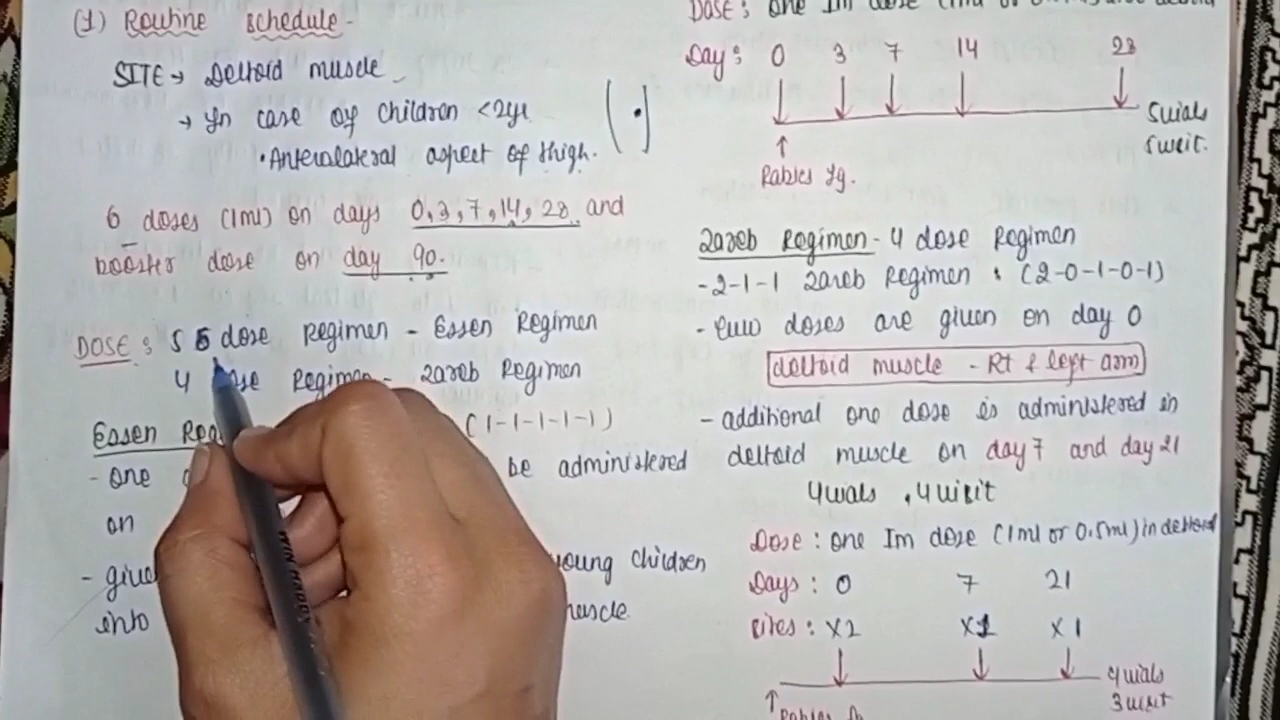 (1) Routine schedule -
SITE → Deltoid muscle
→ In case of children <2yr
• Anterolateral aspect of thigh.
6 doses (1ml) on days 0,3,7,14,28 and
booster dose on day 90.
DOSE : 5 dose Regimen - Essen Regimen
4 dose Regimen - Zareb Regimen
Essen (1-1-1-1-1)
- one be administered
on
- young children
into
DOSE : one Im dose (1ml or
Day : 0 3 7 14 28
5 vials
5 visit.
Rabies Ig.
Zareb Regimen - 4 dose Regimen
- 2-1-1 Zareb Regimen : (2-0-1-0-1)
- two doses are given on day 0
deltoid muscle - Rt & left arm
- additional one dose is administered in
deltoid muscle on day 7 and day 21
4 vials , 4 visit
Dose : one Im dose (1ml or 0.5ml) in deltoid
Days : 0 7 21
Sites : X2 X1 X1
4 vials
3 visit
Rabies